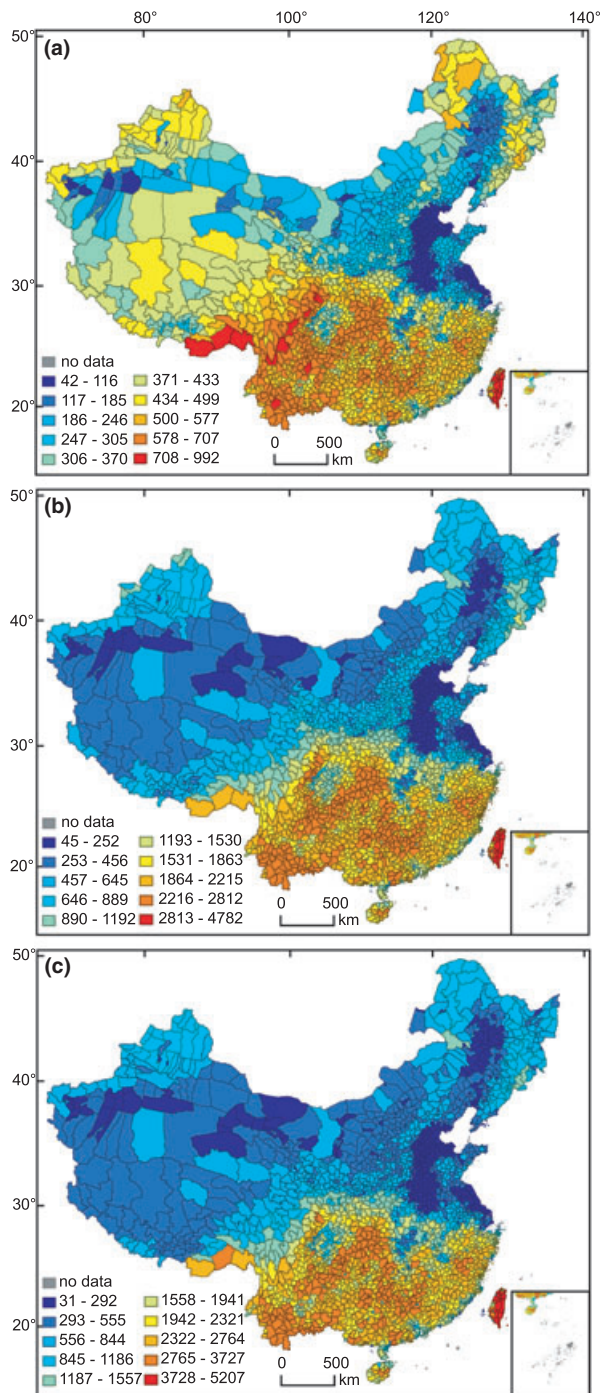 80° 100° 120° 140°
50°
(a)
40°
30°
20°
no data
42 - 116
117 - 185
186 - 246
247 - 305
306 - 370
371 - 433
434 - 499
500 - 577
578 - 707
708 - 992
0 500
km
50°
(b)
40°
30°
20°
no data
45 - 252
253 - 456
457 - 645
646 - 889
890 - 1192
1193 - 1530
1531 - 1863
1864 - 2215
2216 - 2812
2813 - 4782
0 500
km
50°
(c)
40°
30°
20°
no data
31 - 292
293 - 555
556 - 844
845 - 1186
1187 - 1557
1558 - 1941
1942 - 2321
2322 - 2764
2765 - 3727
3728 - 5207
0 500
km